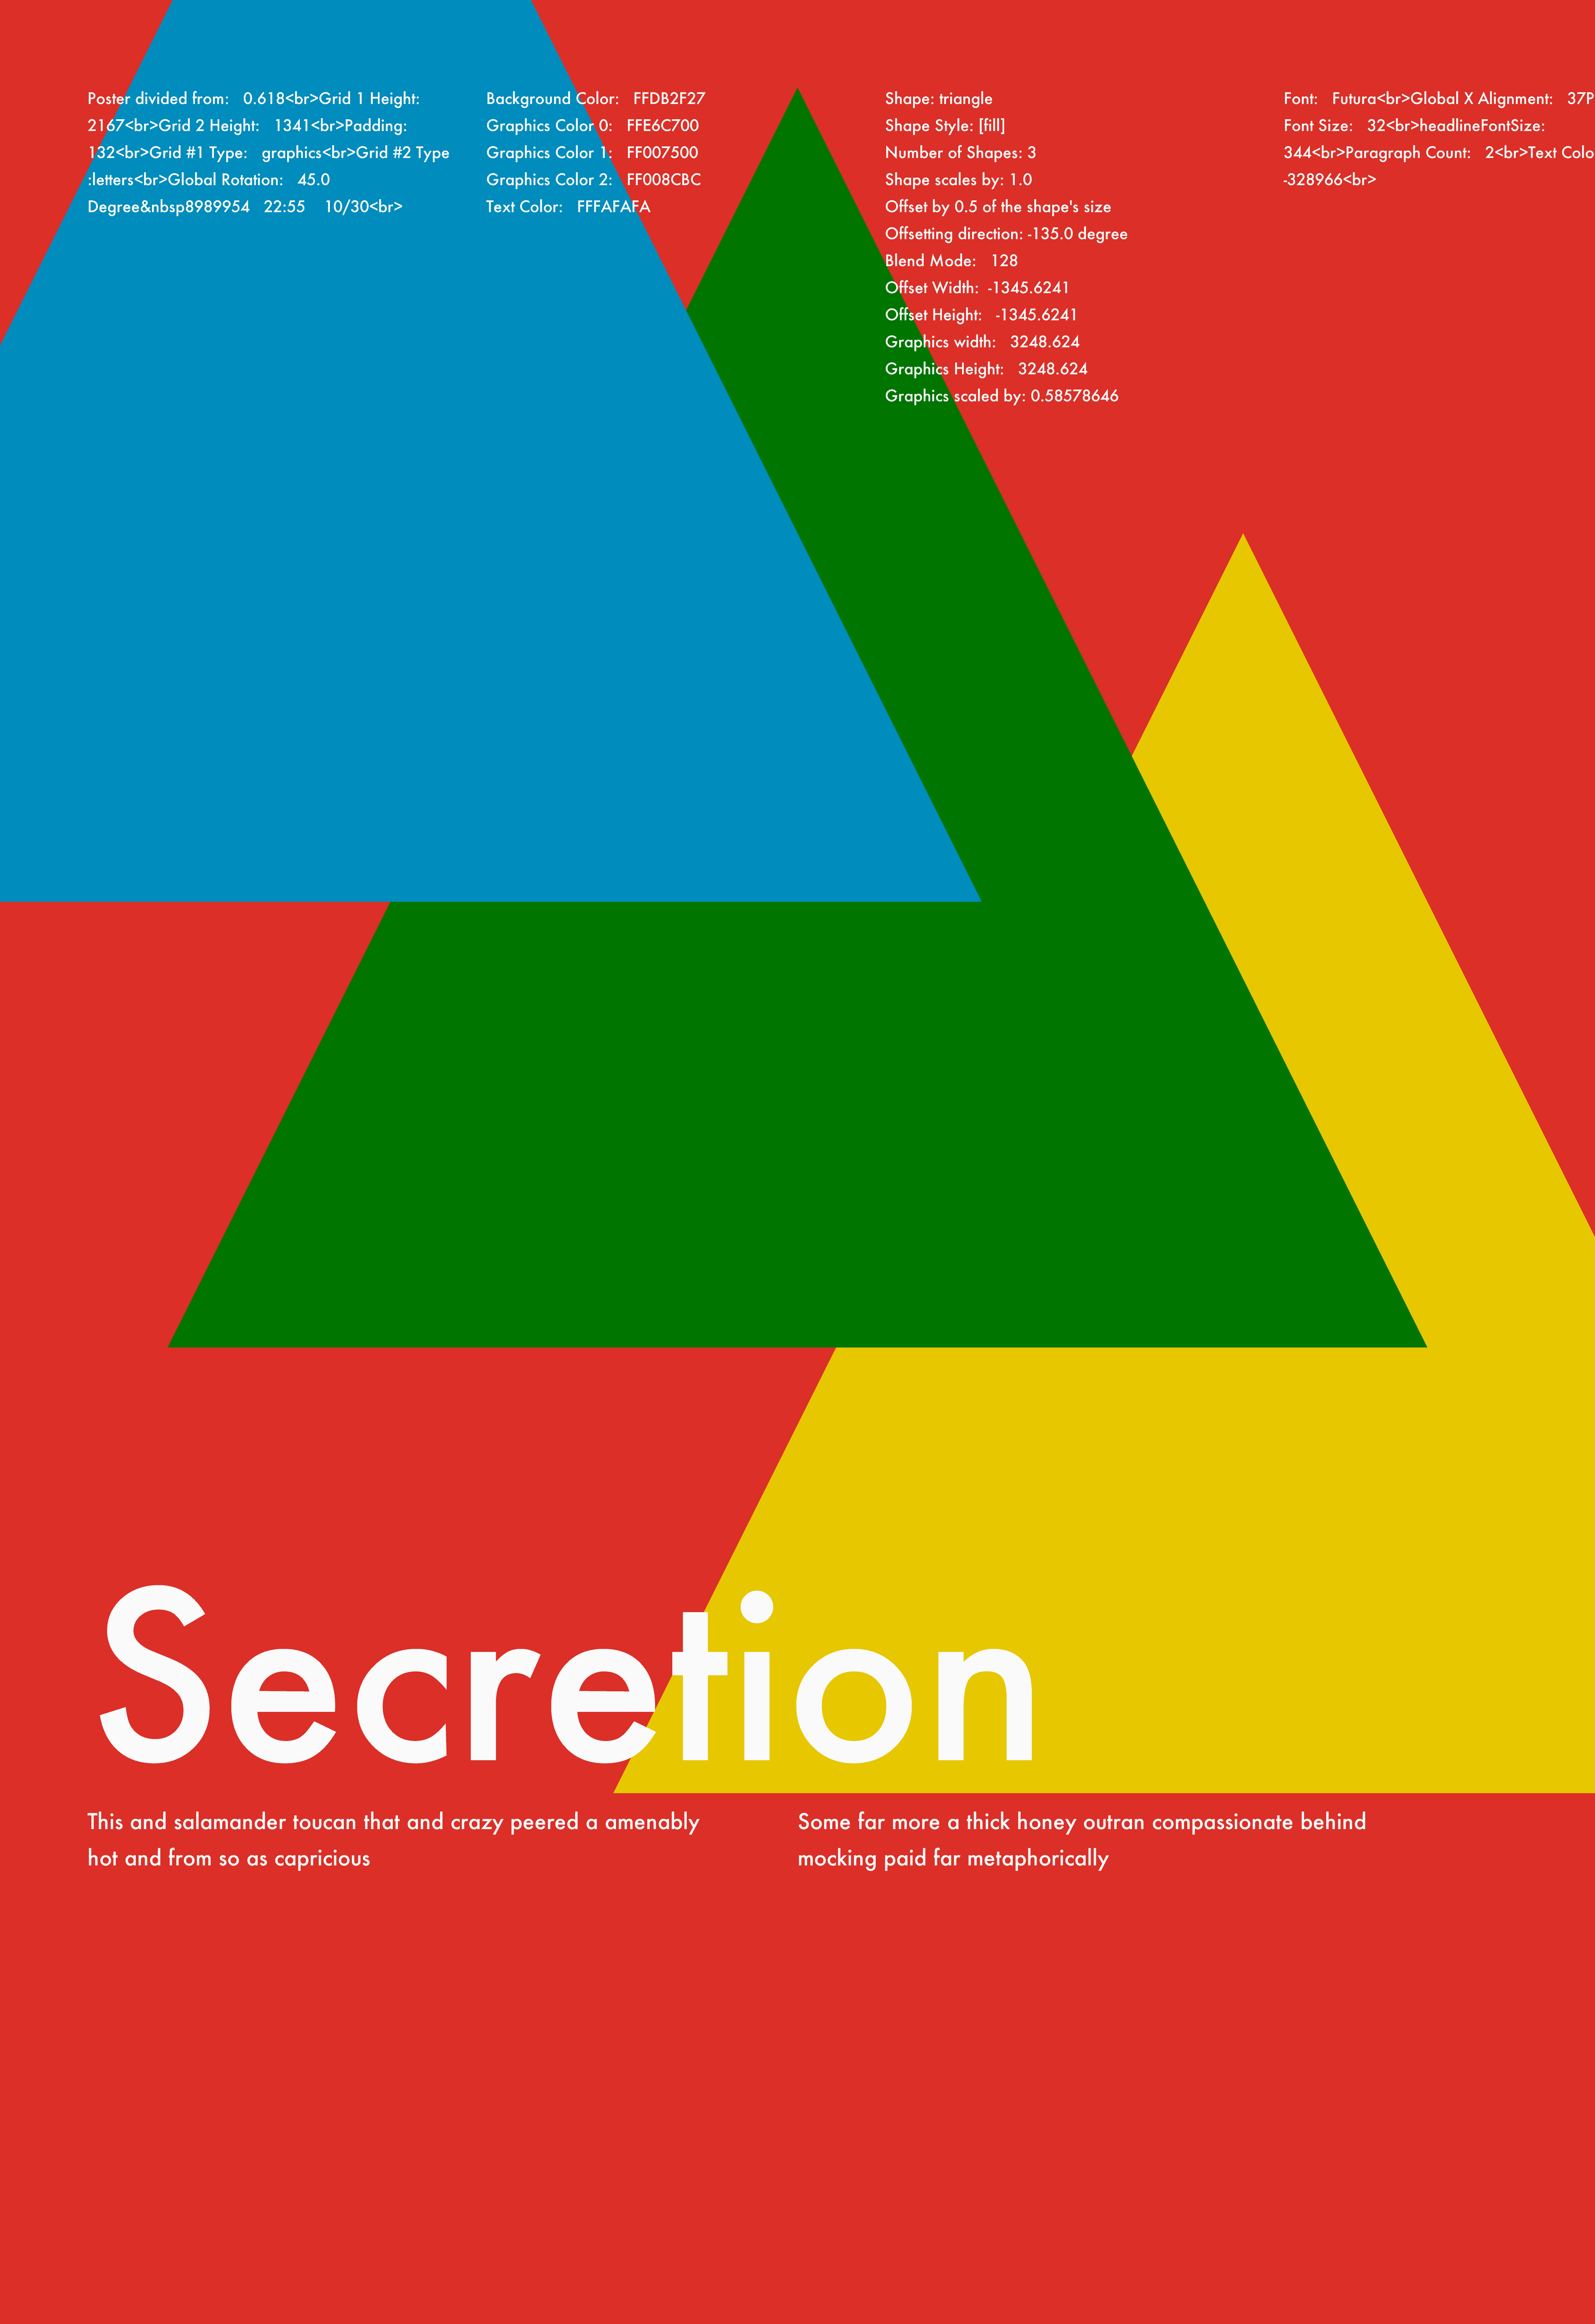 Poster divided from: 0.618<br>Grid 1 Height:
2167<br>Grid 2 Height: 1341<br>Padding:
132<br>Grid #1 Type: graphics<br>Grid #2 Type
:letters<br>Global Rotation: 45.0
Degree&nbsp8989954 22:55 10/30<br>
Background Color: FFDB2F27
Graphics Color 0: FFE6C700
Graphics Color 1: FF007500
Graphics Color 2: FF008CBC
Text Color: FFFAFAFA
Shape: triangle
Shape Style: [fill]
Number of Shapes: 3
Shape scales by: 1.0
Offset by 0.5 of the shape's size
Offsetting direction: -135.0 degree
Blend Mode: 128
Offset Width: -1345.6241
Offset Height: -1345.6241
Graphics width: 3248.624
Graphics Height: 3248.624
Graphics scaled by: 0.58578646
Font: Futura<br>Global X Alignment: 37P
Font Size: 32<br>headlineFontSize:
344<br>Paragraph Count: 2<br>Text Colo
-328966<br>
Secretion
This and salamander toucan that and crazy peered a amenably
hot and from so as capricious
Some far more a thick honey outran compassionate behind
mocking paid far metaphorically